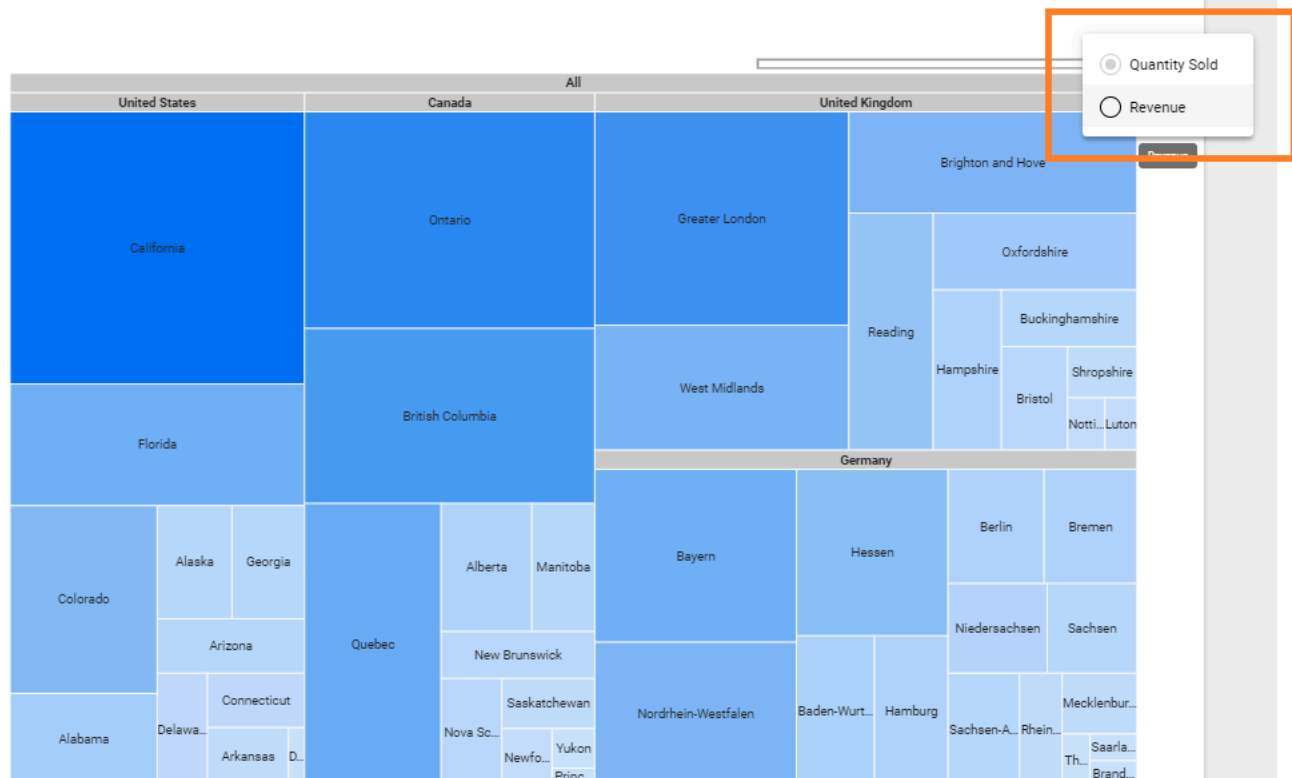 Quantity Sold
Revenue
All
United States
Canada
United Kingdom
California
Florida
Colorado
Alaska
Georgia
Arizona
Connecticut
Delawa...
Arkansas
D...
Alabama
Ontario
British Columbia
Quebec
Alberta
Manitoba
New Brunswick
Nova Sc...
Saskatchewan
Newfo...
Yukon
Princ...
Greater London
West Midlands
Brighton and Hove
Reading
Oxfordshire
Hampshire
Buckinghamshire
Bristol
Shropshire
Notti...
Luton
Germany
Bayern
Nordrhein-Westfalen
Hessen
Baden-Wurt...
Hamburg
Berlin
Bremen
Niedersachsen
Sachsen
Sachsen-A...
Rhein...
Mecklenbur...
Th...
Saarla...
Brand...